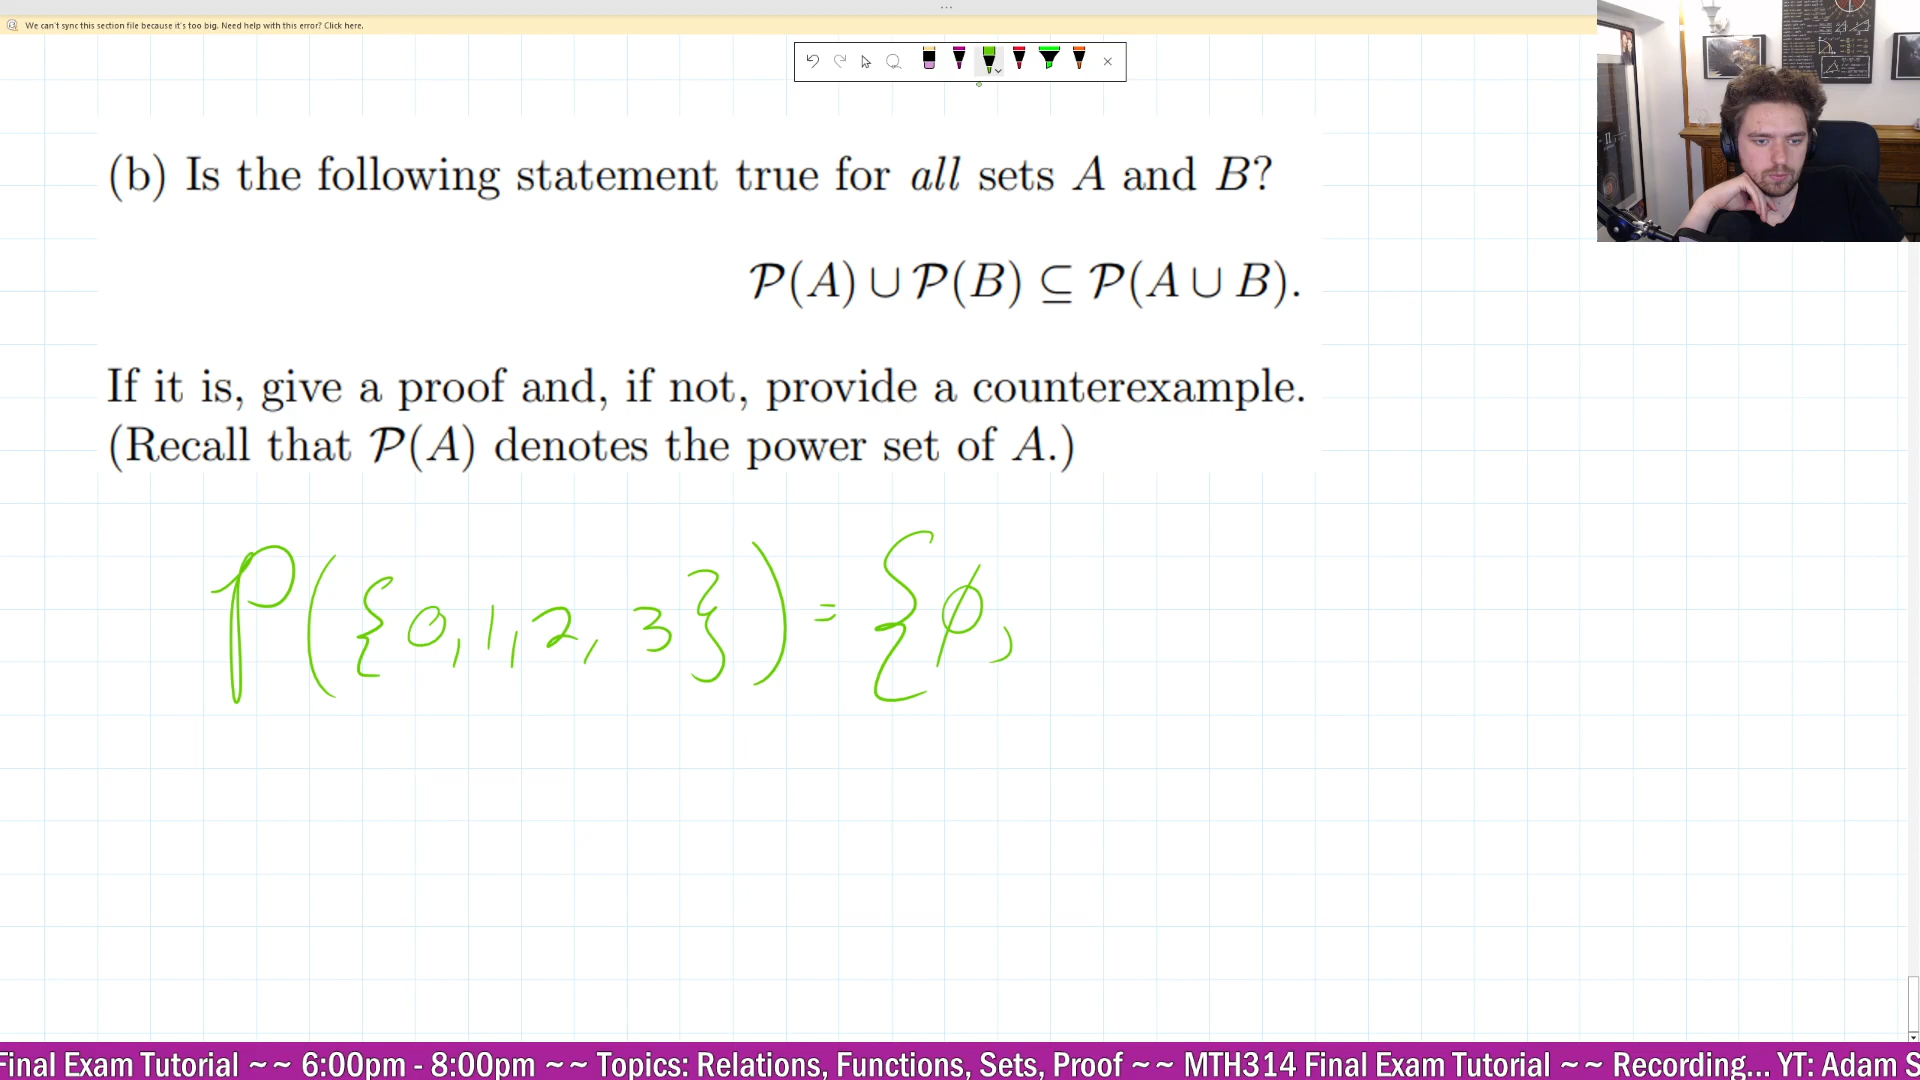 We can't sync this section file because it's too big. Need help with this error? Click here.
(b) Is the following statement true for all sets A and B?
𝒫(A) ∪ 𝒫(B) ⊆ 𝒫(A ∪ B).
If it is, give a proof and, if not, provide a counterexample.
(Recall that 𝒫(A) denotes the power set of A.)
P({0,1,2, 3}) = {φ,
Final Exam Tutorial ~~ 6:00pm - 8:00pm ~~ Topics: Relations, Functions, Sets, Proof ~~ MTH314 Final Exam Tutorial ~~ Recording... YT: Adam S